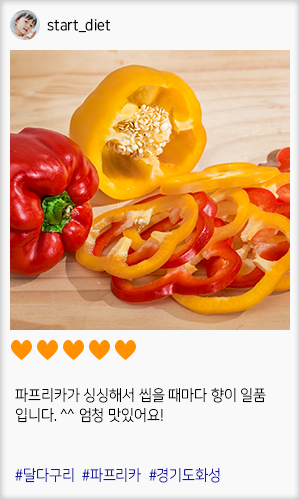 start_diet
파프리카가 싱싱해서 씹을 때마다 향이 일품
입니다. ^^ 엄청 맛있어요!
#달다구리 #파프리카 #경기도화성